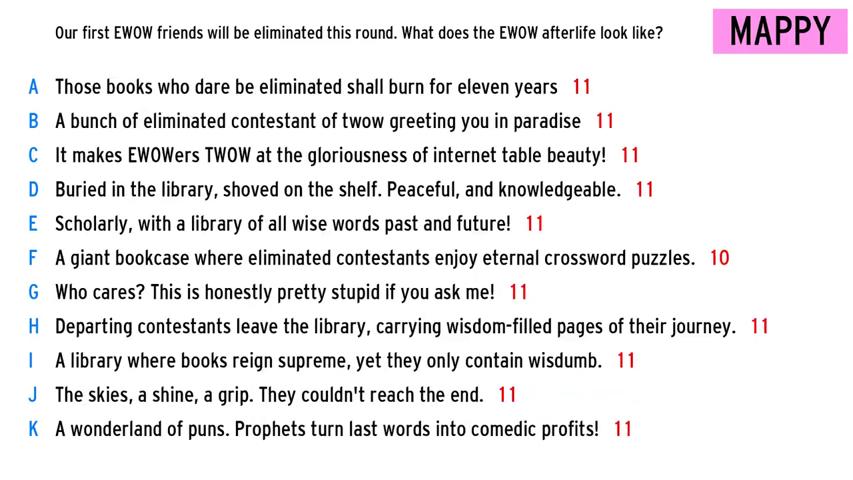 Our first EWOW friends will be eliminated this round. What does the EWOW afterlife look like?
MAPPY
A Those books who dare be eliminated shall burn for eleven years 11
B A bunch of eliminated contestant of twow greeting you in paradise 11
C It makes EWOWers TWOW at the gloriousness of internet table beauty! 11
D Buried in the library, shoved on the shelf. Peaceful, and knowledgeable. 11
E Scholarly, with a library of all wise words past and future! 11
F A giant bookcase where eliminated contestants enjoy eternal crossword puzzles. 10
G Who cares? This is honestly pretty stupid if you ask me! 11
H Departing contestants leave the library, carrying wisdom-filled pages of their journey. 11
I A library where books reign supreme, yet they only contain wisdumb. 11
J The skies, a shine, a grip. They couldn't reach the end. 11
K A wonderland of puns. Prophets turn last words into comedic profits! 11